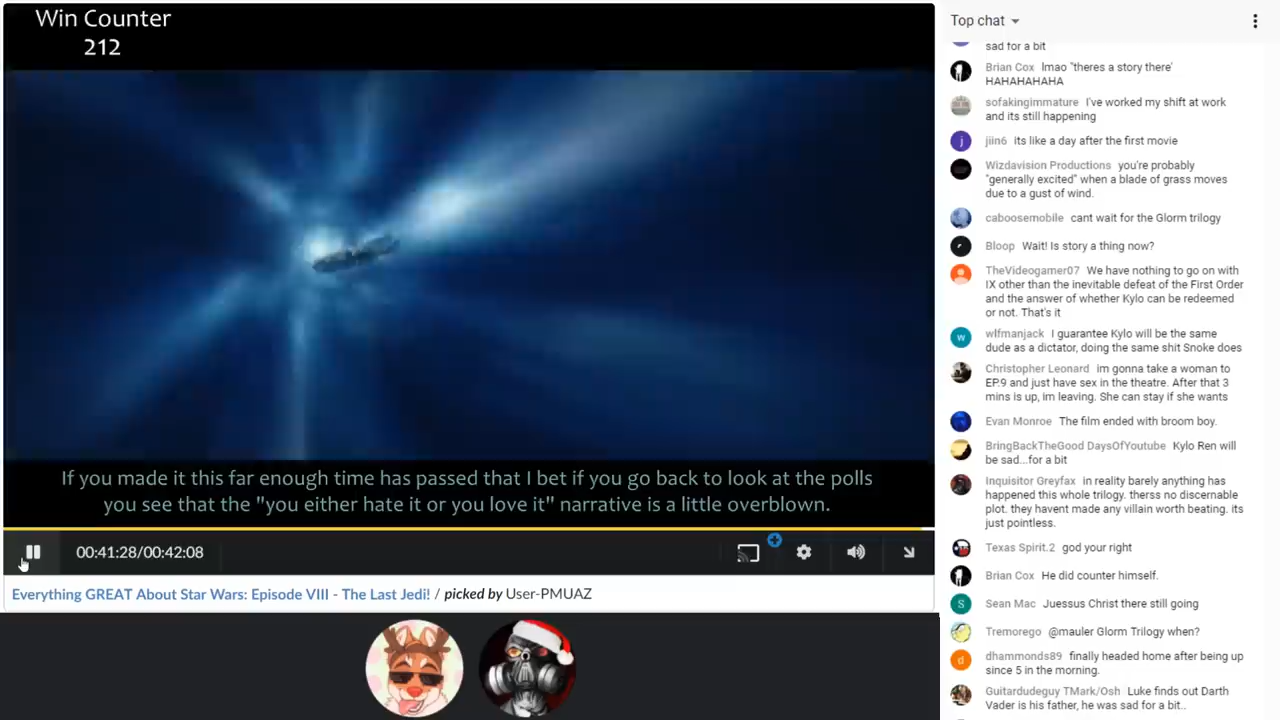 Win Counter
212
If you made it this far enough time has passed that I bet if you go back to look at the polls
you see that the "you either hate it or you love it" narrative is a little overblown.
00:41:28/00:42:08
Everything GREAT About Star Wars: Episode VIII - The Last Jedi! / picked by User-PMUAZ
Top chat
sad for a bit
Brian Cox lmao 'theres a story there'
HAHAHAHAHA
sofakingimmature I've worked my shift at work
and its still happening
j
jiin6 its like a day after the first movie
Wizdavision Productions you're probably
"generally excited" when a blade of grass moves
due to a gust of wind.
caboosemobile cant wait for the Glorm trilogy
Bloop Wait! Is story a thing now?
TheVideogamer07 We have nothing to go on with
IX other than the inevitable defeat of the First Order
and the answer of whether Kylo can be redeemed
or not. That's it
w
wlfmanjack I guarantee Kylo will be the same
dude as a dictator, doing the same shit Snoke does
Christopher Leonard im gonna take a woman to
EP.9 and just have sex in the theatre. After that 3
mins is up, im leaving. She can stay if she wants
Evan Monroe The film ended with broom boy.
BringBackTheGood DaysOfYoutube Kylo Ren will
be sad...for a bit
Inquisitor Greyfax in reality barely anything has
happened this whole trilogy. therss no discernable
plot. they havent made any villain worth beating. its
just pointless.
Texas Spirit.2 god your right
Brian Cox He did counter himself.
S
Sean Mac Juessus Christ there still going
Tremorego @mauler Glorm Trilogy when?
d
dhammonds89 finally headed home after being up
since 5 in the morning.
Guitardudeguy TMark/Osh Luke finds out Darth
Vader is his father, he was sad for a bit..